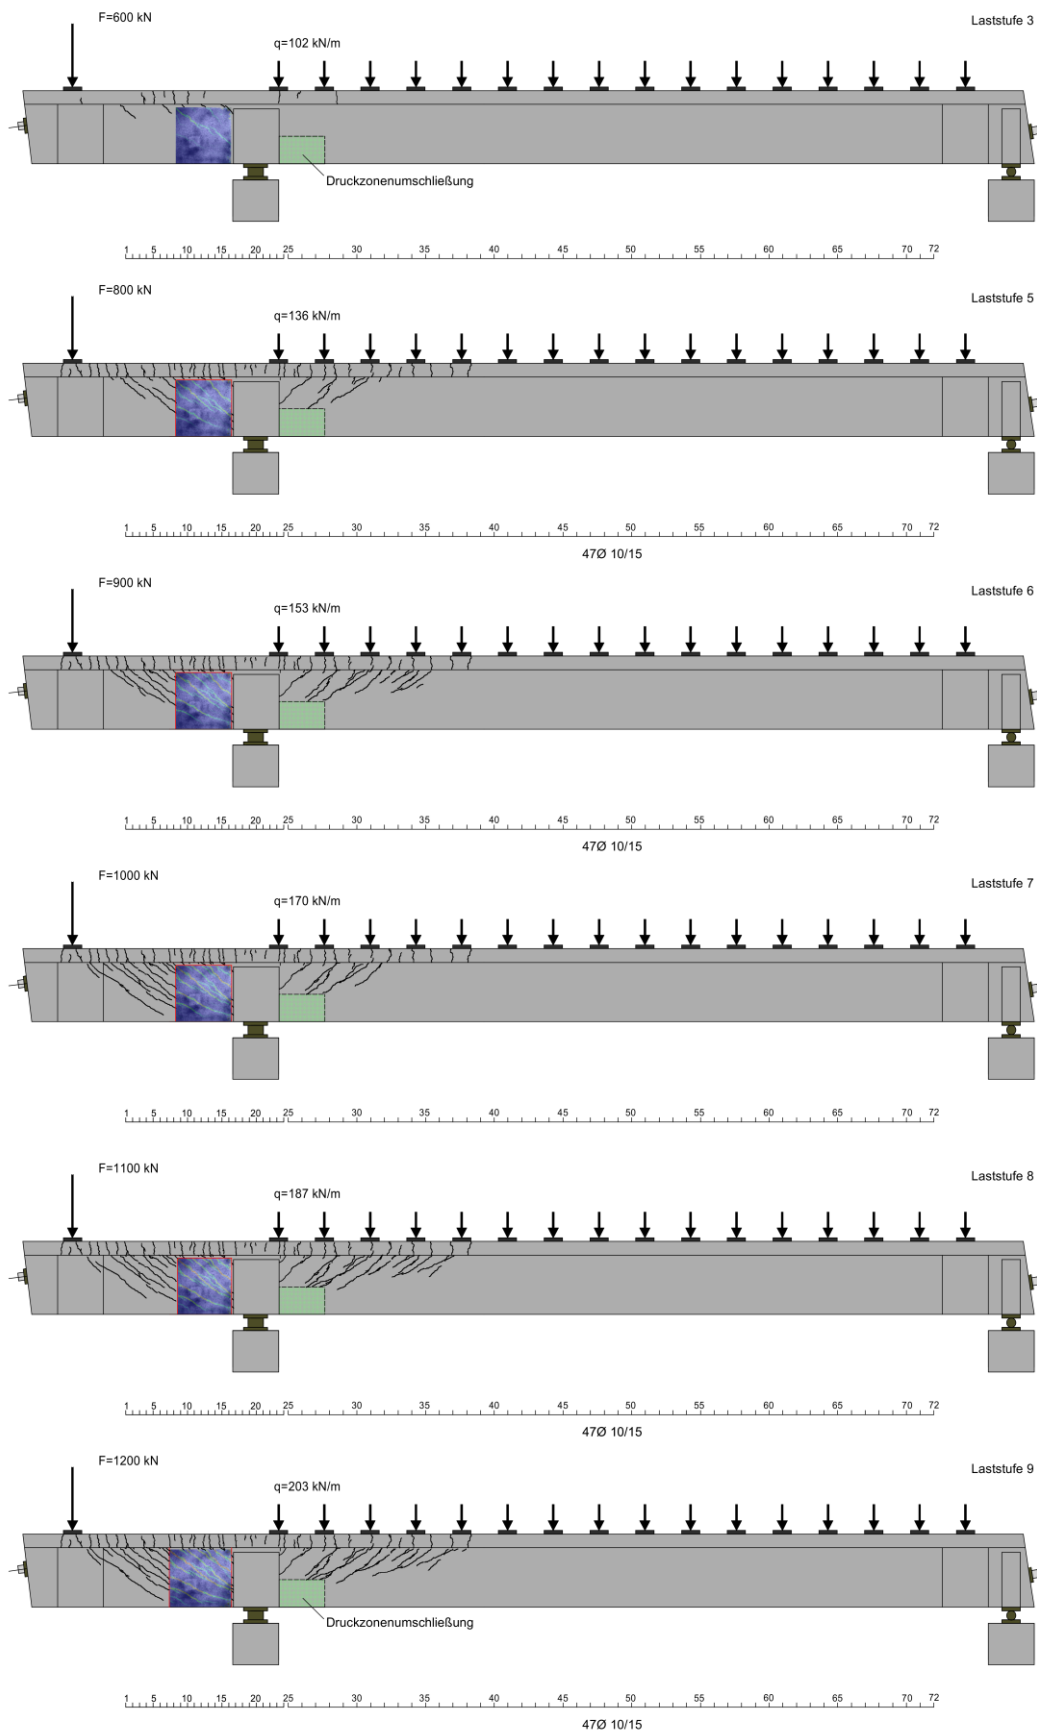 F=600 kN
Laststufe 3
q=102 kN/m
Druckzonenumschließung
1 5 10 15 20 25 30 35 40 45 50 55 60 65 70 72
F=800 kN
Laststufe 5
q=136 kN/m
1 5 10 15 20 25 30 35 40 45 50 55 60 65 70 72
47Ø 10/15
F=900 kN
Laststufe 6
q=153 kN/m
1 5 10 15 20 25 30 35 40 45 50 55 60 65 70 72
47Ø 10/15
F=1000 kN
Laststufe 7
q=170 kN/m
1 5 10 15 20 25 30 35 40 45 50 55 60 65 70 72
F=1100 kN
Laststufe 8
q=187 kN/m
1 5 10 15 20 25 30 35 40 45 50 55 60 65 70 72
47Ø 10/15
F=1200 kN
Laststufe 9
q=203 kN/m
Druckzonenumschließung
1 5 10 15 20 25 30 35 40 45 50 55 60 65 70 72
47Ø 10/15